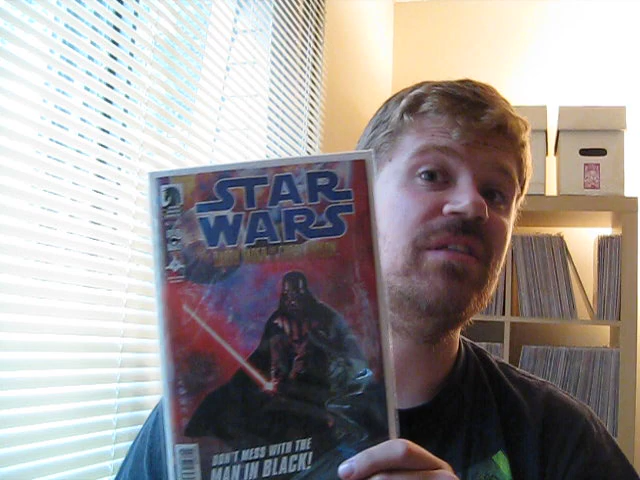 STAR
WARS
DON'T MESS WITH THE
MAN IN BLACK!